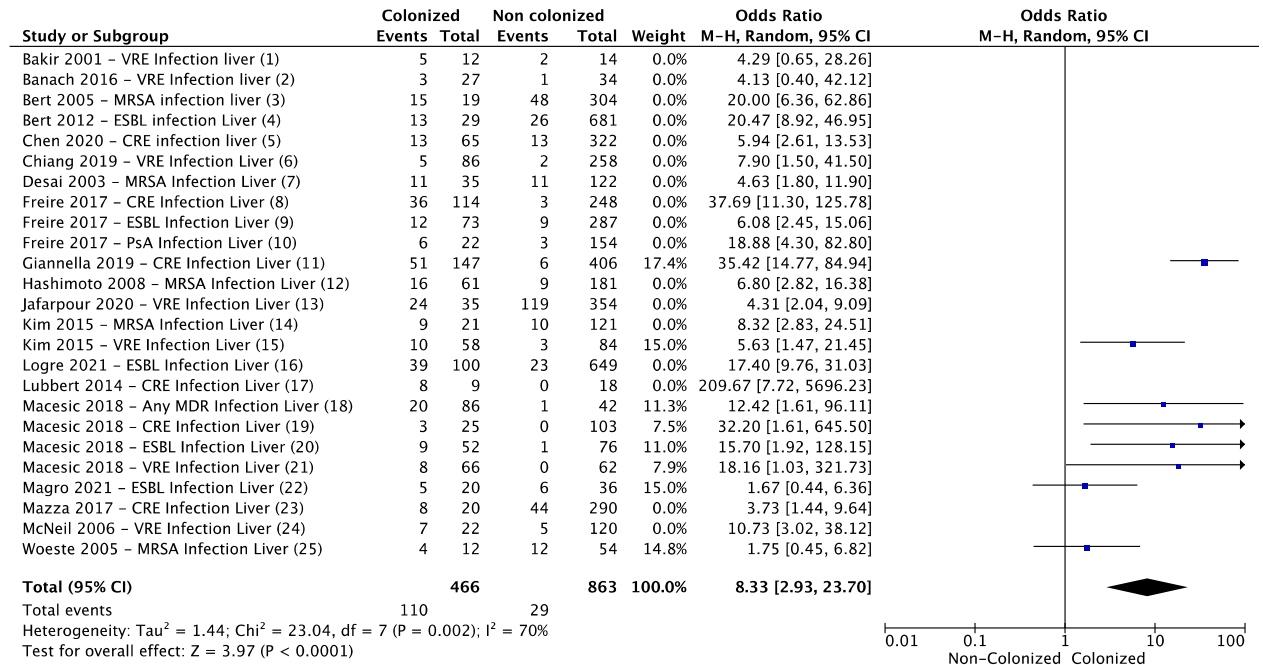 Colonized Non colonized Odds Ratio Odds Ratio
Study or Subgroup Events Total Events Total Weight M-H, Random, 95% CI M-H, Random, 95% CI
Bakir 2001 – VRE Infection liver (1) 5 12 2 14 0.0% 4.29 [0.65, 28.26]
Banach 2016 – VRE Infection liver (2) 3 27 1 34 0.0% 4.13 [0.40, 42.12]
Bert 2005 – MRSA infection liver (3) 15 19 48 304 0.0% 20.00 [6.36, 62.86]
Bert 2012 – ESBL infection Liver (4) 13 29 26 681 0.0% 20.47 [8.92, 46.95]
Chen 2020 – CRE infection liver (5) 13 65 13 322 0.0% 5.94 [2.61, 13.53]
Chiang 2019 – VRE Infection Liver (6) 5 86 2 258 0.0% 7.90 [1.50, 41.50]
Desai 2003 – MRSA Infection Liver (7) 11 35 11 122 0.0% 4.63 [1.80, 11.90]
Freire 2017 – CRE Infection Liver (8) 36 114 3 248 0.0% 37.69 [11.30, 125.78]
Freire 2017 – ESBL Infection Liver (9) 12 73 9 287 0.0% 6.08 [2.45, 15.06]
Freire 2017 – PsA Infection Liver (10) 6 22 3 154 0.0% 18.88 [4.30, 82.80]
Giannella 2019 – CRE Infection Liver (11) 51 147 6 406 17.4% 35.42 [14.77, 84.94]
Hashimoto 2008 – MRSA Infection Liver (12) 16 61 9 181 0.0% 6.80 [2.82, 16.38]
Jafarpour 2020 – VRE Infection Liver (13) 24 35 119 354 0.0% 4.31 [2.04, 9.09]
Kim 2015 – MRSA Infection Liver (14) 9 21 10 121 0.0% 8.32 [2.83, 24.51]
Kim 2015 – VRE Infection Liver (15) 10 58 3 84 15.0% 5.63 [1.47, 21.45]
Logre 2021 – ESBL Infection Liver (16) 39 100 23 649 0.0% 17.40 [9.76, 31.03]
Lubbert 2014 – CRE Infection Liver (17) 8 9 0 18 0.0% 209.67 [7.72, 5696.23]
Macesic 2018 – Any MDR Infection Liver (18) 20 86 1 42 11.3% 12.42 [1.61, 96.11]
Macesic 2018 – CRE Infection Liver (19) 3 25 0 103 7.5% 32.20 [1.61, 645.50]
Macesic 2018 – ESBL Infection Liver (20) 9 52 1 76 11.0% 15.70 [1.92, 128.15]
Macesic 2018 – VRE Infection Liver (21) 8 66 0 62 7.9% 18.16 [1.03, 321.73]
Magro 2021 – ESBL Infection Liver (22) 5 20 6 36 15.0% 1.67 [0.44, 6.36]
Mazza 2017 – CRE Infection Liver (23) 8 20 44 290 0.0% 3.73 [1.44, 9.64]
McNeil 2006 – VRE Infection Liver (24) 7 22 5 120 0.0% 10.73 [3.02, 38.12]
Woeste 2005 – MRSA Infection Liver (25) 4 12 12 54 14.8% 1.75 [0.45, 6.82]
Total (95% CI) 466 863 100.0% 8.33 [2.93, 23.70]
Total events 110 29
Heterogeneity: Tau² = 1.44; Chi² = 23.04, df = 7 (P = 0.002); I² = 70%
Test for overall effect: Z = 3.97 (P < 0.0001)
0.01 0.1 1 10 100
Non-Colonized Colonized